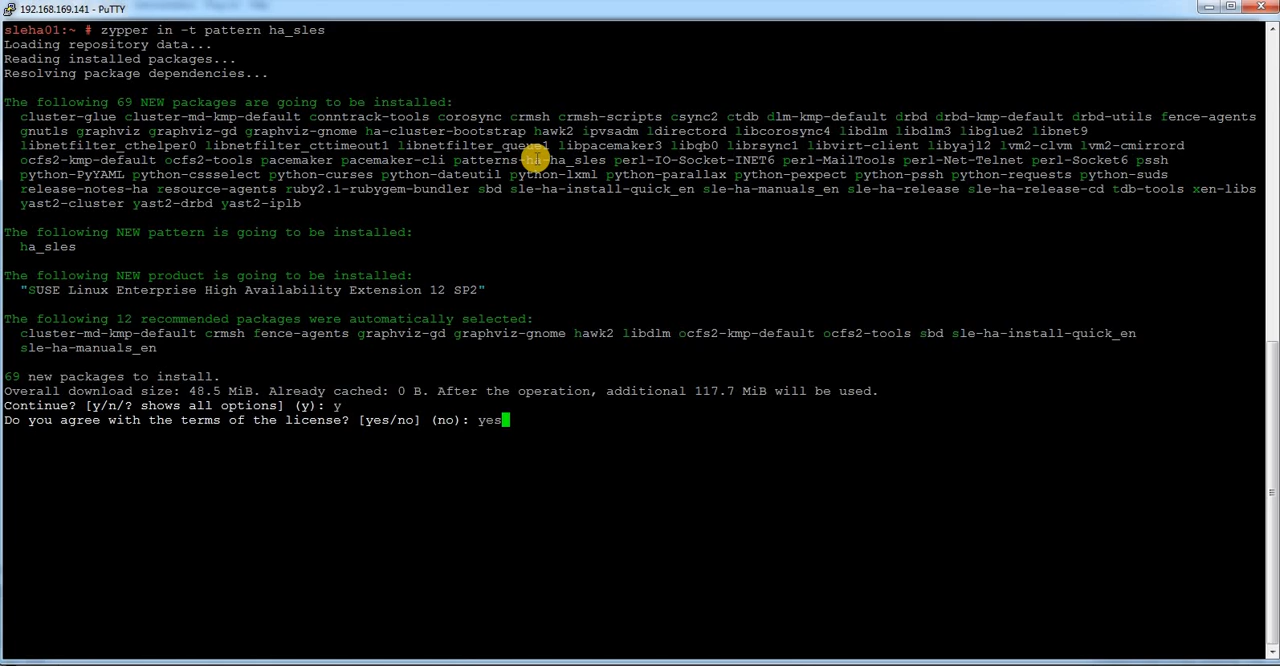 192.168.169.141 - PuTTY
sleha01:~ # zypper in -t pattern ha_sles
Loading repository data...
Reading installed packages...
Resolving package dependencies...
The following 69 NEW packages are going to be installed:
cluster-glue cluster-md-kmp-default conntrack-tools corosync crmsh crmsh-scripts csync2 ctdb dlm-kmp-default drbd drbd-kmp-default drbd-utils fence-agents
gnutls graphviz graphviz-gd graphviz-gnome ha-cluster-bootstrap hawk2 ipvsadm ldirectord libcorosync4 libdlm libdlm3 libglue2 libnet9
libnetfilter_cthelper0 libnetfilter_cttimeout1 libnetfilter_queue1 libpacemaker3 libqb0 librsync1 libvirt-client libyajl2 lvm2-clvm lvm2-cmirrord
ocfs2-kmp-default ocfs2-tools pacemaker pacemaker-cli patterns-ha-ha_sles perl-IO-Socket-INET6 perl-MailTools perl-Net-Telnet perl-Socket6 pssh
python-PyYAML python-cssselect python-curses python-dateutil python-lxml python-parallax python-pexpect python-pssh python-requests python-suds
release-notes-ha resource-agents ruby2.1-rubygem-bundler sbd sle-ha-install-quick_en sle-ha-manuals_en sle-ha-release sle-ha-release-cd tdb-tools xen-libs
yast2-cluster yast2-drbd yast2-iplb
The following NEW pattern is going to be installed:
ha_sles
The following NEW product is going to be installed:
"SUSE Linux Enterprise High Availability Extension 12 SP2"
The following 12 recommended packages were automatically selected:
cluster-md-kmp-default crmsh fence-agents graphviz-gd graphviz-gnome hawk2 libdlm ocfs2-kmp-default ocfs2-tools sbd sle-ha-install-quick_en
sle-ha-manuals_en
69 new packages to install.
Overall download size: 48.5 MiB. Already cached: 0 B. After the operation, additional 117.7 MiB will be used.
Continue? [y/n/? shows all options] (y): y
Do you agree with the terms of the license? [yes/no] (no): yes